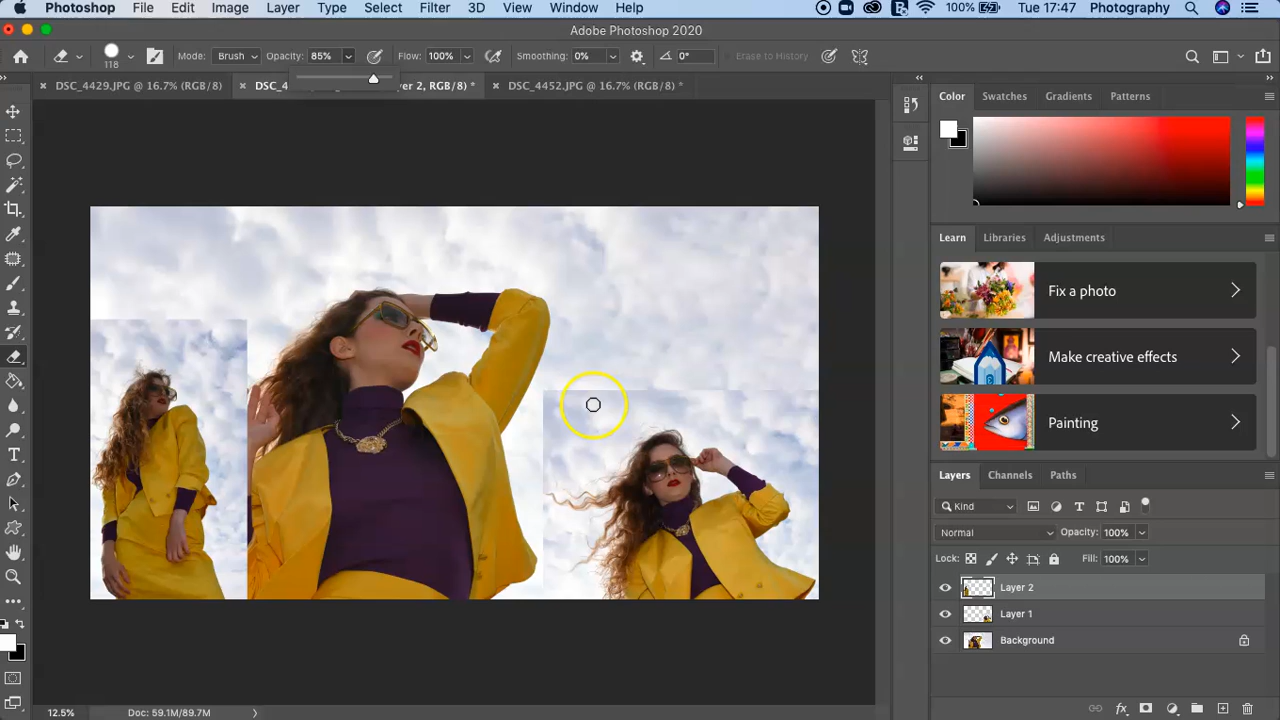 Photoshop File Edit Image Layer Type Select Filter 3D View Window Help 100% Tue 17:47 Photography
Adobe Photoshop 2020
118 Mode: Brush Opacity: 85% Flow: 100% Smoothing: 0% 0° Erase to History
DSC_4429.JPG @ 16.7% (RGB/8) DSC_4 yer 2, RGB/8) * DSC_4452.JPG @ 16.7% (RGB/8) *
Color Swatches Gradients Patterns
Learn Libraries Adjustments
Fix a photo
Make creative effects
Painting
Layers Channels Paths
Kind
Normal Opacity: 100%
Lock: Fill: 100%
Layer 2
Layer 1
Background
12.5% Doc: 59.1M/89.7M